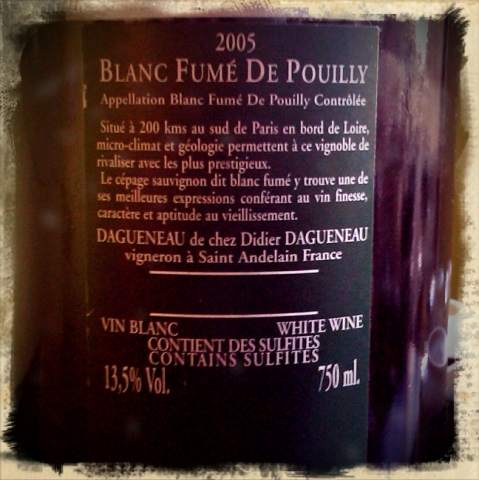 2005
BLANC FUMÉ DE POUILLY
Appellation Blanc Fumé De Pouilly Contrôlée
Situé à 200 kms au sud de Paris en bord de Loire,
micro-climat et géologie permettent à ce vignoble de
rivaliser avec les plus prestigieux.
Le cépage sauvignon dit blanc fumé y trouve une de
ses meilleures expressions conférant au vin finesse,
caractère et aptitude au vieillissement.
DAGUENEAU de chez Didier DAGUENEAU
vigneron à Saint Andelain France
VIN BLANC WHITE WINE
CONTIENT DES SULFITES
CONTAINS SULFITES
13,5% Vol. 750 ml.